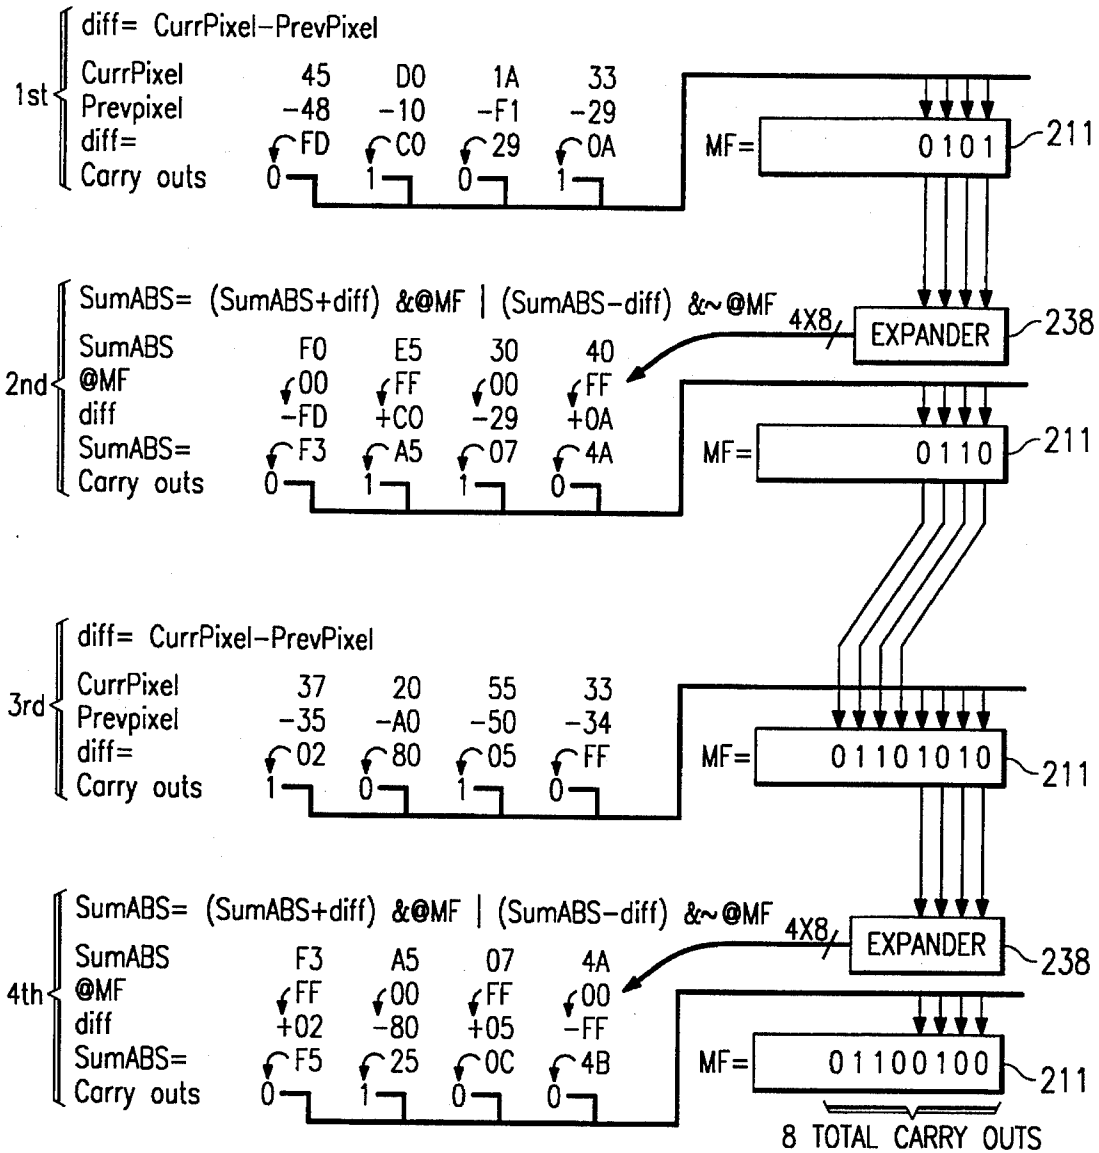 diff= CurrPixel-PrevPixel
1st
CurrPixel 45 D0 1A 33
Prevpixel -48 -10 -F1 -29
diff= FD C0 29 0A
Carry outs 0 1 0 1
MF= 0101 211
SumABS= (SumABS+diff) &@MF | (SumABS-diff) &~@MF
4X8 EXPANDER 238
2nd
SumABS F0 E5 30 40
@MF 00 FF 00 FF
diff -FD +C0 -29 +0A
SumABS= F3 A5 07 4A
Carry outs 0 1 1 0
MF= 0110 211
diff= CurrPixel-PrevPixel
3rd
CurrPixel 37 20 55 33
Prevpixel -35 -A0 -50 -34
diff= 02 80 05 FF
Carry outs 1 0 1 0
MF= 01101010 211
SumABS= (SumABS+diff) &@MF | (SumABS-diff) &~@MF
4X8 EXPANDER 238
4th
SumABS F3 A5 07 4A
@MF FF 00 FF 00
diff +02 -80 +05 -FF
SumABS= F5 25 0C 4B
Carry outs 0 1 0 0
MF= 01100100 211
8 TOTAL CARRY OUTS